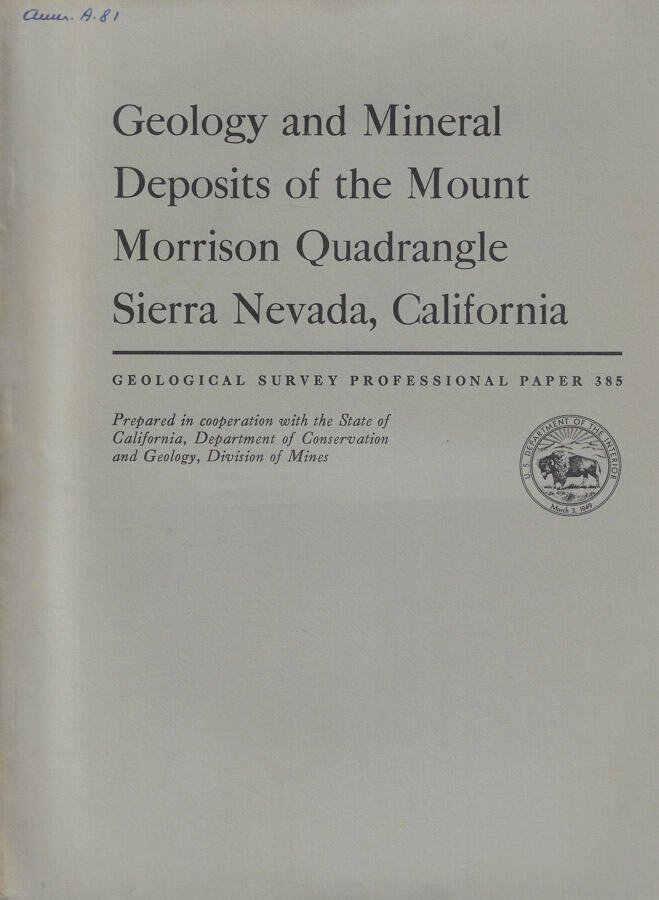 Amer. A.81
Geology and Mineral
Deposits of the Mount
Morrison Quadrangle
Sierra Nevada, California
GEOLOGICAL SURVEY PROFESSIONAL PAPER 385
Prepared in cooperation with the State of
California, Department of Conservation
and Geology, Division of Mines
U.S. DEPARTMENT OF THE INTERIOR
March 3, 1849